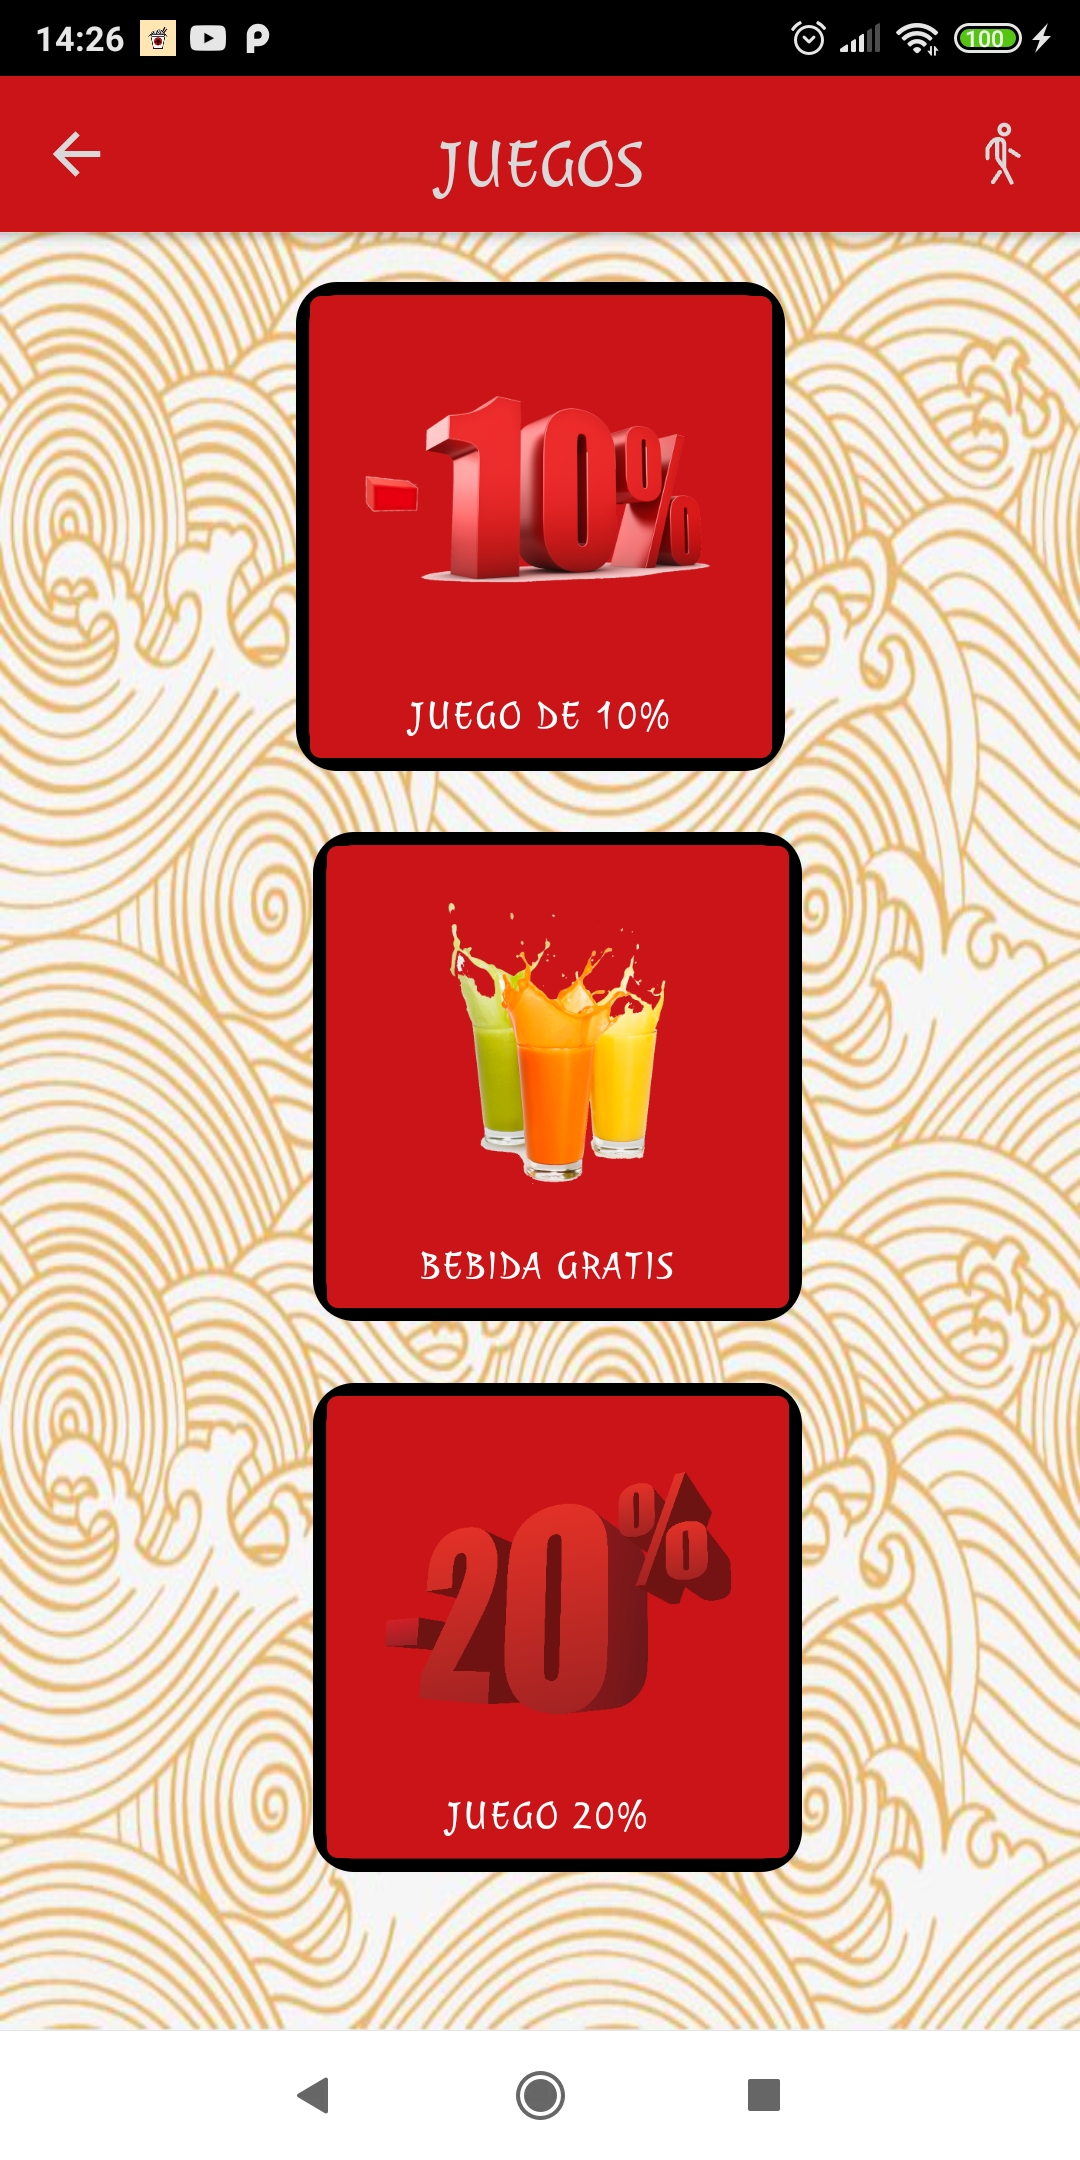 14:26
100
JUEGOS
-10%
JUEGO DE 10%
BEBIDA GRATIS
-20%
JUEGO 20%